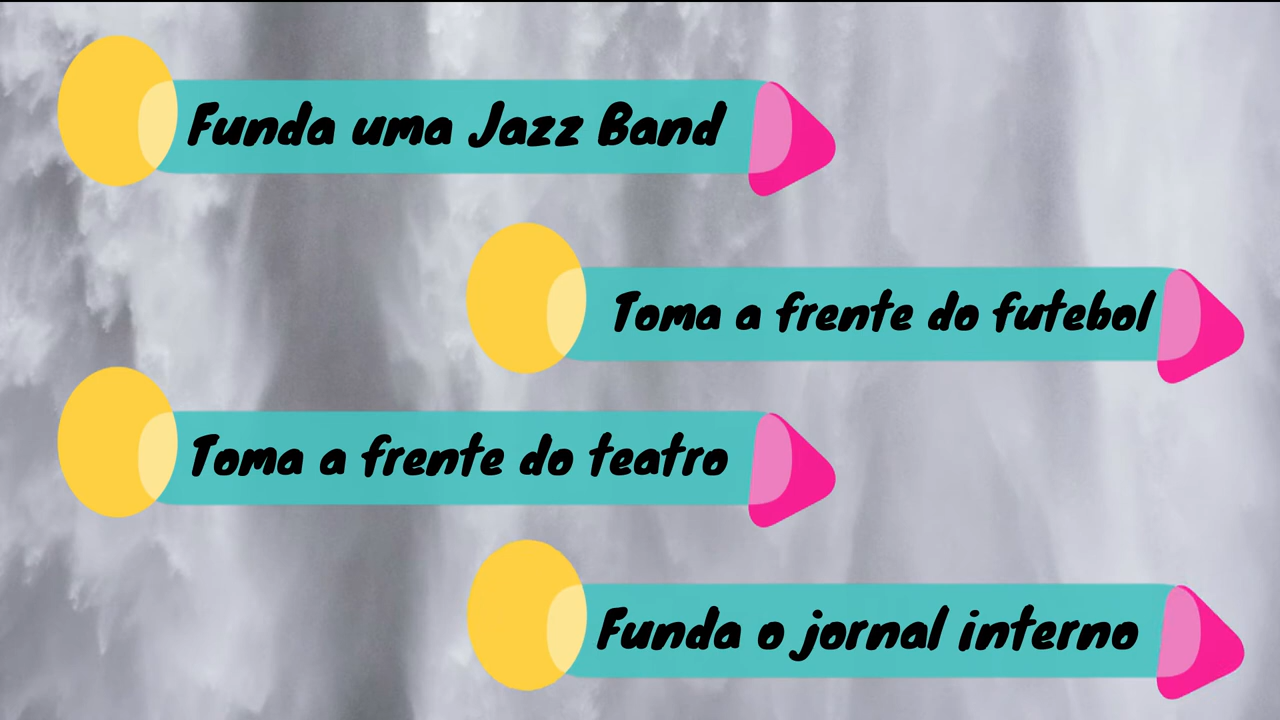 Funda uma Jazz Band
Toma a frente do futebol
Toma a frente do teatro
Funda o jornal interno